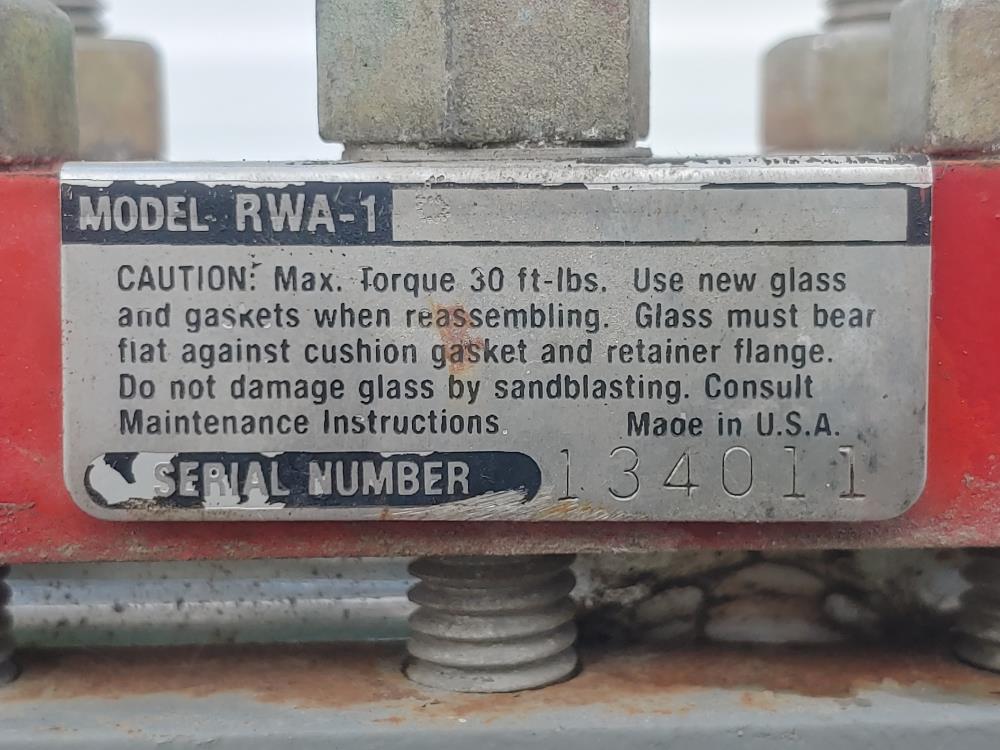 MODEL RWA-1
CAUTION: Max. Torque 30 ft-lbs. Use new glass
and gaskets when reassembling. Glass must bear
flat against cushion gasket and retainer flange.
Do not damage glass by sandblasting. Consult
Maintenance Instructions. Made in U.S.A.
SERIAL NUMBER 134011